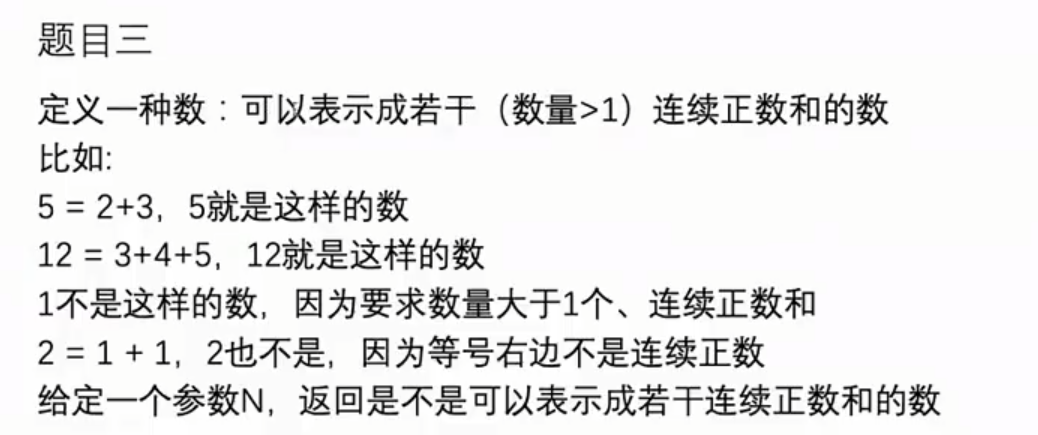 题目三
定义一种数：可以表示成若干（数量>1）连续正数和的数
比如:
5 = 2+3，5就是这样的数
12 = 3+4+5，12就是这样的数
1不是这样的数，因为要求数量大于1个、连续正数和
2 = 1 + 1，2也不是，因为等号右边不是连续正数
给定一个参数N，返回是不是可以表示成若干连续正数和的数